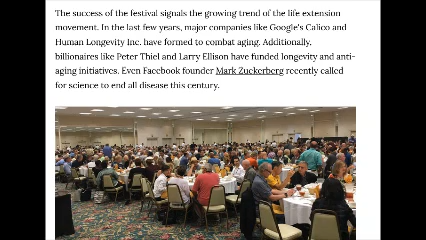 The success of the festival signals the growing trend of the life extension
movement. In the last few years, major companies like Google's Calico and
Human Longevity Inc. have formed to combat aging. Additionally,
billionaires like Peter Thiel and Larry Ellison have funded longevity and anti-
aging initiatives. Even Facebook founder Mark Zuckerberg recently called
for science to end all disease this century.